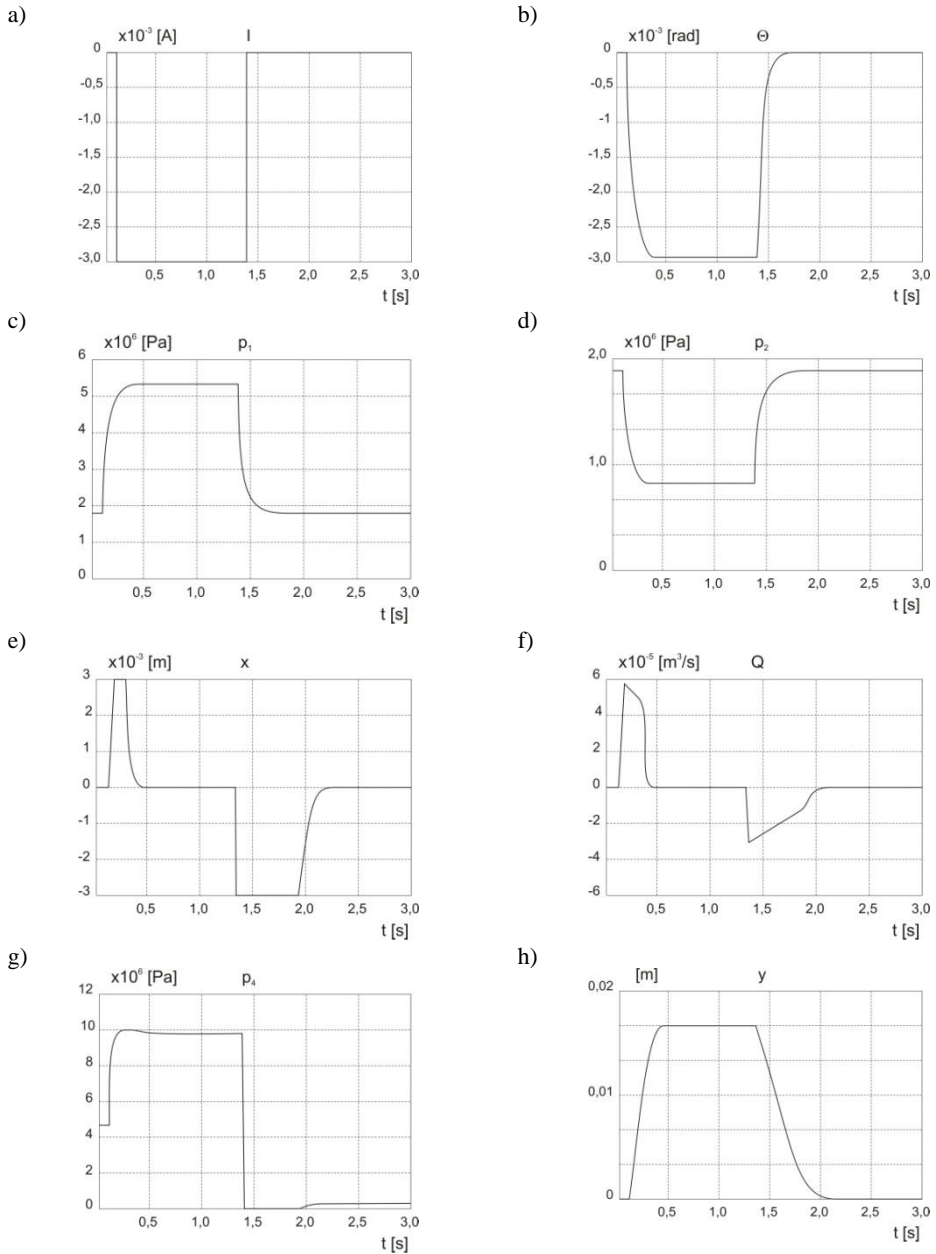 a)
x10⁻³ [A] I
0
-0,5
-1,0
-1,5
-2,0
-2,5
-3,0
0,5 1,0 1,5 2,0 2,5 3,0
t [s]
b)
x10⁻³ [rad] Θ
0
-0,5
-1,0
-1,5
-2,0
-2,5
-3,0
0,5 1,0 1,5 2,0 2,5 3,0
t [s]
c)
x10⁶ [Pa] p₁
6
5
4
3
2
1
0
0,5 1,0 1,5 2,0 2,5 3,0
t [s]
d)
x10⁶ [Pa] p₂
2,0
1,0
0
0,5 1,0 1,5 2,0 2,5 3,0
t [s]
e)
x10⁻³ [m] x
3
2
1
0
-1
-2
-3
0,5 1,0 1,5 2,0 2,5 3,0
t [s]
f)
x10⁻⁵ [m³/s] Q
6
4
2
0
-2
-4
-6
0,5 1,0 1,5 2,0 2,5 3,0
t [s]
g)
x10⁶ [Pa] p₄
12
10
8
6
4
2
0
0,5 1,0 1,5 2,0 2,5 3,0
t [s]
h)
[m] y
0,02
0,01
0
0,5 1,0 1,5 2,0 2,5 3,0
t [s]